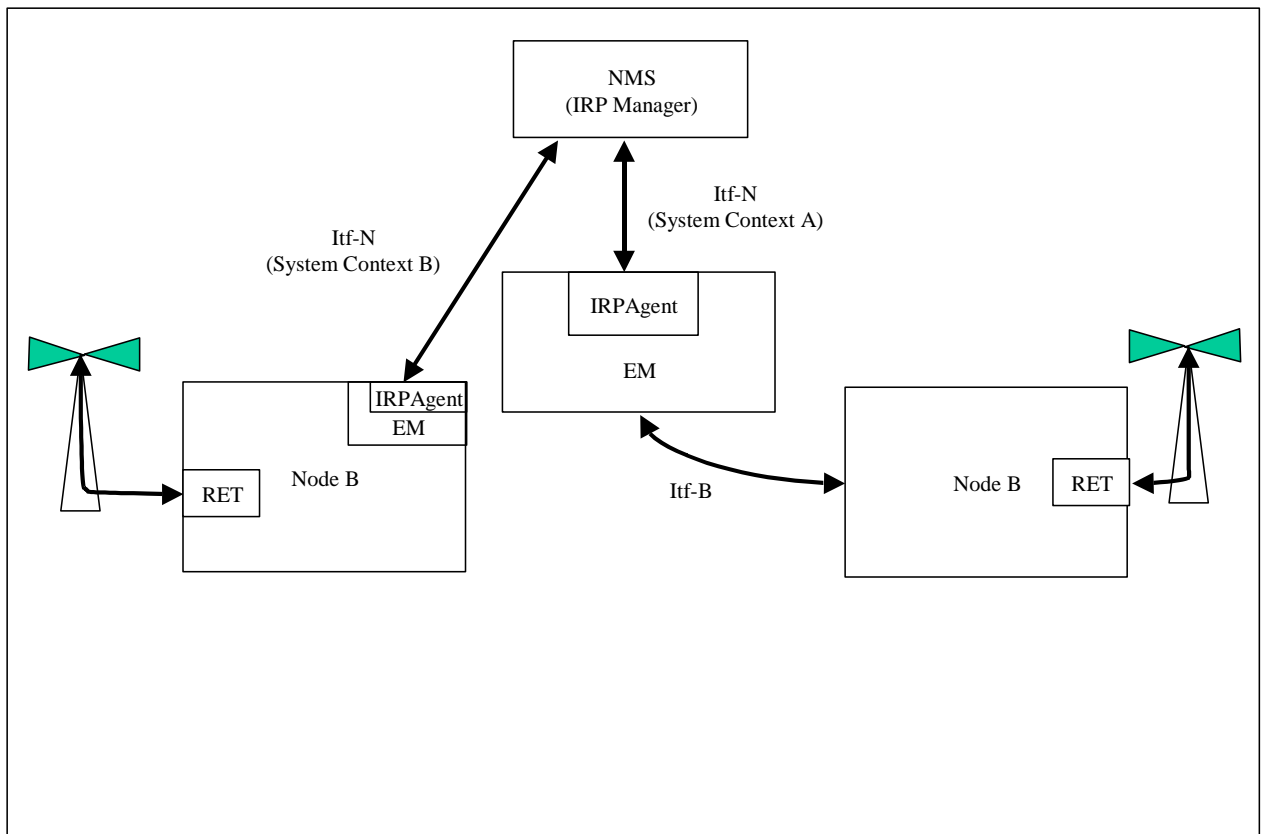 NMS
(IRP Manager)
Itf-N
(System Context A)
Itf-N
(System Context B)
IRPAgent
EM
IRPAgent
EM
Node B
RET
Itf-B
Node B
RET